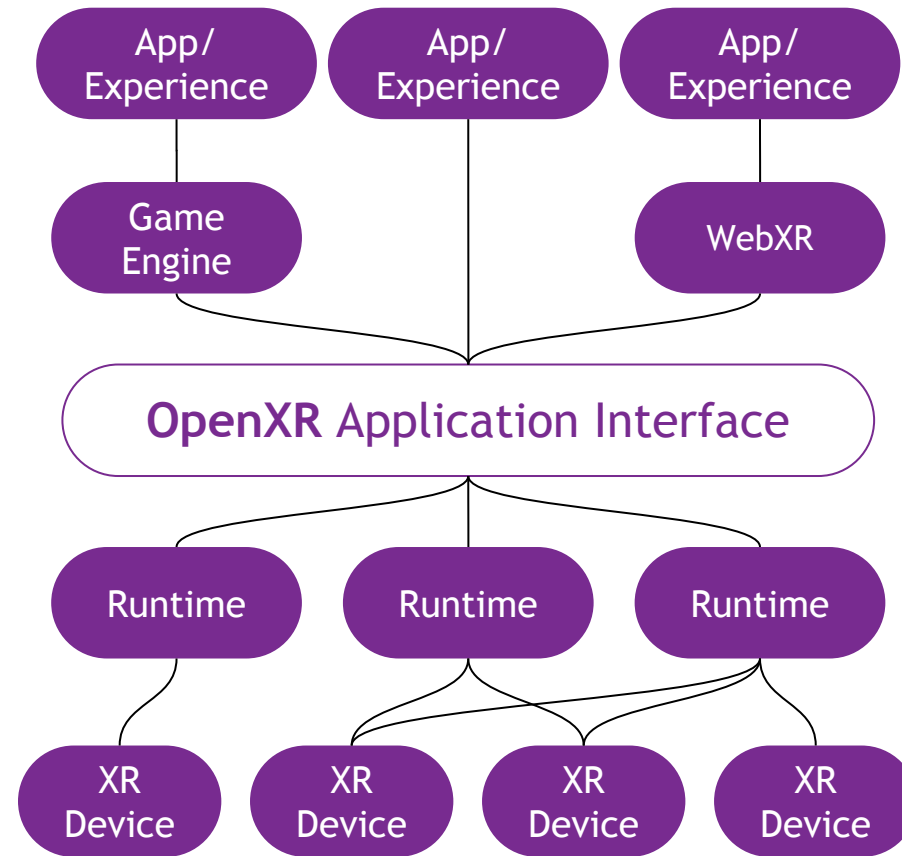 App/
Experience
App/
Experience
App/
Experience
Game
Engine
WebXR
OpenXR Application Interface
Runtime
Runtime
Runtime
XR
Device
XR
Device
XR
Device
XR
Device